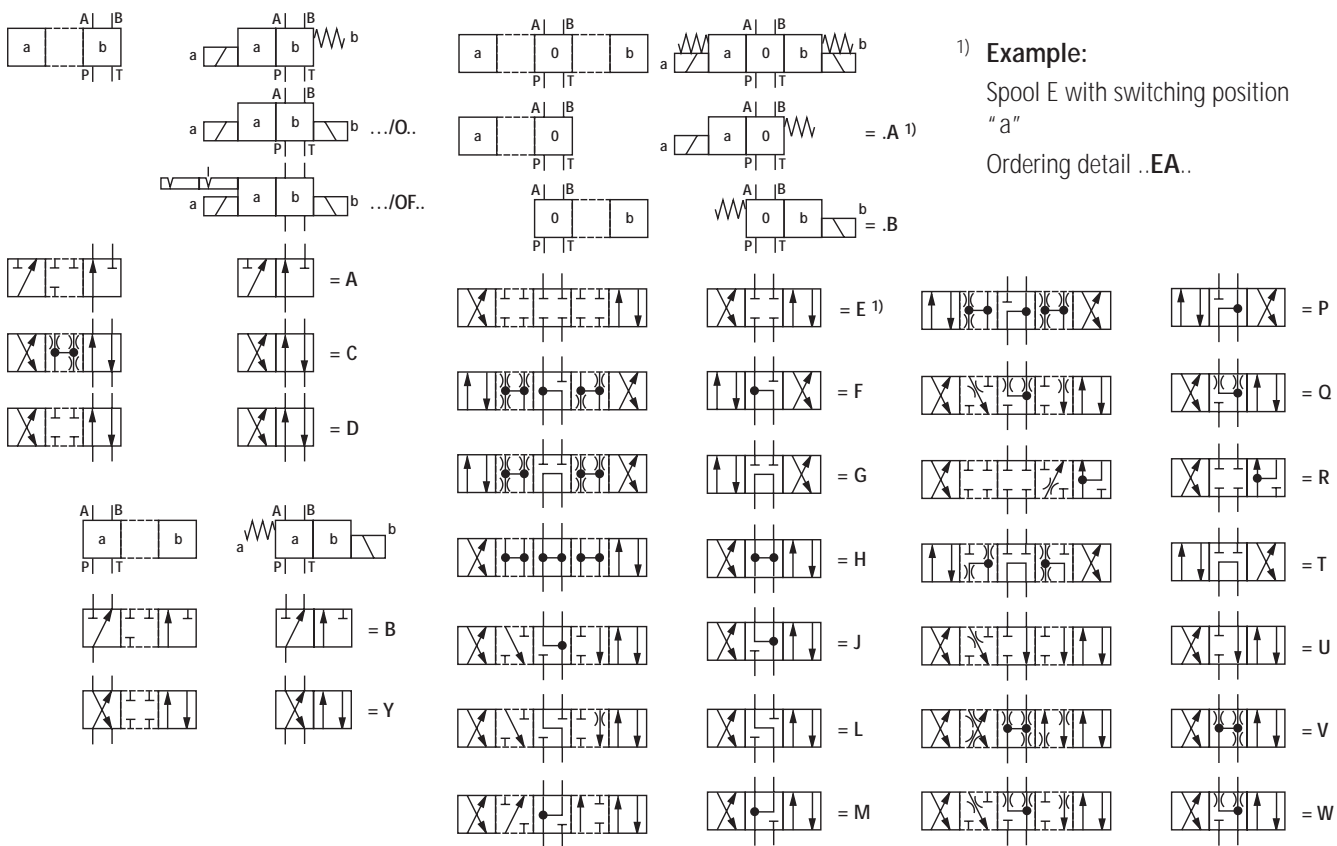 A B
a b
P T
A B
a a b b
P T
A B
a a b b .../O..
P T
a a b b .../OF..
= A
= C
= D
A B
a b
P T
A B
a a b b
P T
= B
= Y
A B
a 0 b
P T
A B
a a 0 b b
P T
A B
a 0
P T
A B
a a 0 = .A 1)
P T
A B
0 b
P T
A B
0 b b = .B
P T
= E 1)
= F
= G
= H
= J
= L
= M
1) Example:
Spool E with switching position
"a"
Ordering detail ..EA..
= P
= Q
= R
= T
= U
= V
= W